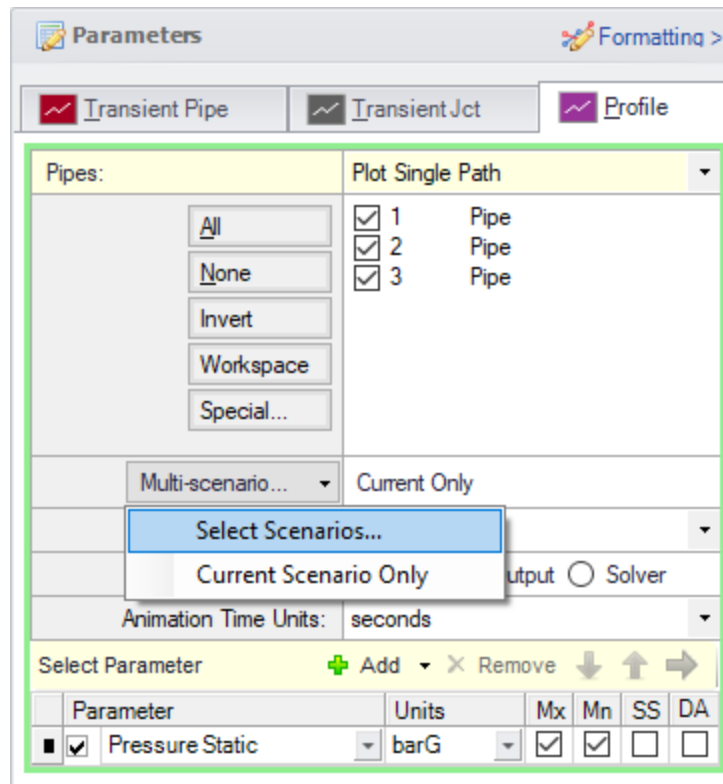 Parameters Formatting >
Transient Pipe Transient Jct Profile
Pipes: Plot Single Path
All
None
Invert
Workspace
Special...
1 Pipe
2 Pipe
3 Pipe
Multi-scenario... Current Only
Select Scenarios...
Current Scenario Only utput Solver
Animation Time Units: seconds
Select Parameter Add Remove
Parameter Units Mx Mn SS DA
Pressure Static barG